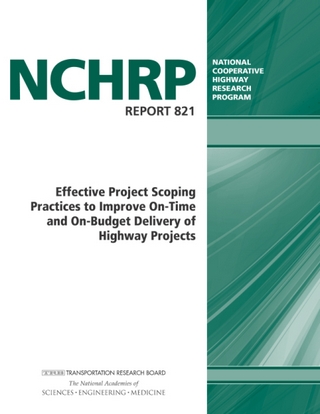 NCHRP
REPORT 821
NATIONAL
COOPERATIVE
HIGHWAY
RESEARCH
PROGRAM
Effective Project Scoping
Practices to Improve On-Time
and On-Budget Delivery of
Highway Projects
TRB TRANSPORTATION RESEARCH BOARD
The National Academies of
SCIENCES • ENGINEERING • MEDICINE